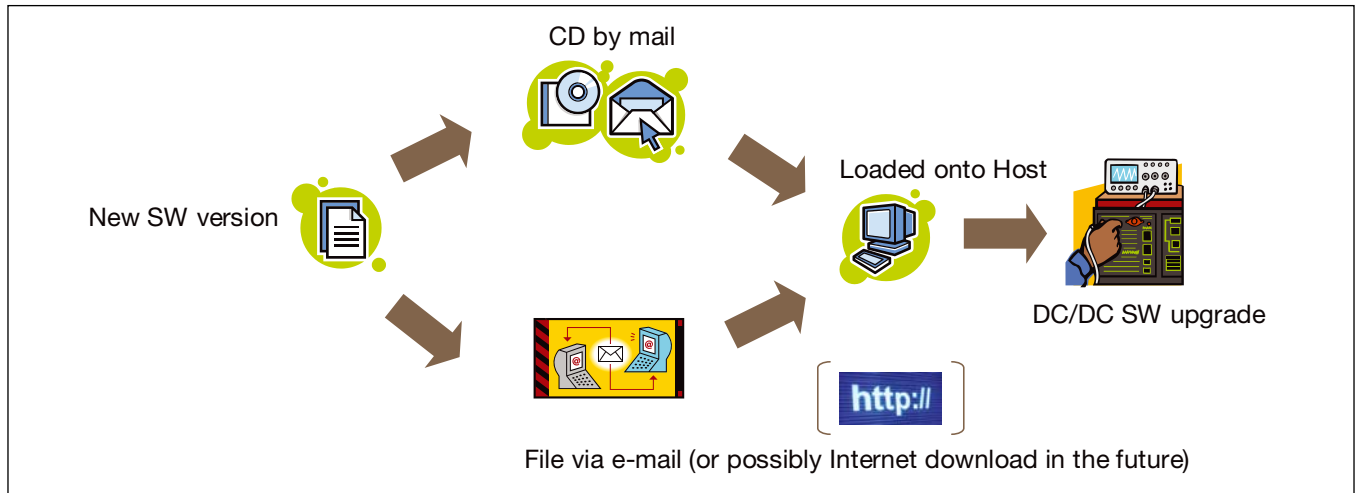 CD by mail
New SW version
Loaded onto Host
DC/DC SW upgrade
@
@
http://
File via e-mail (or possibly Internet download in the future)